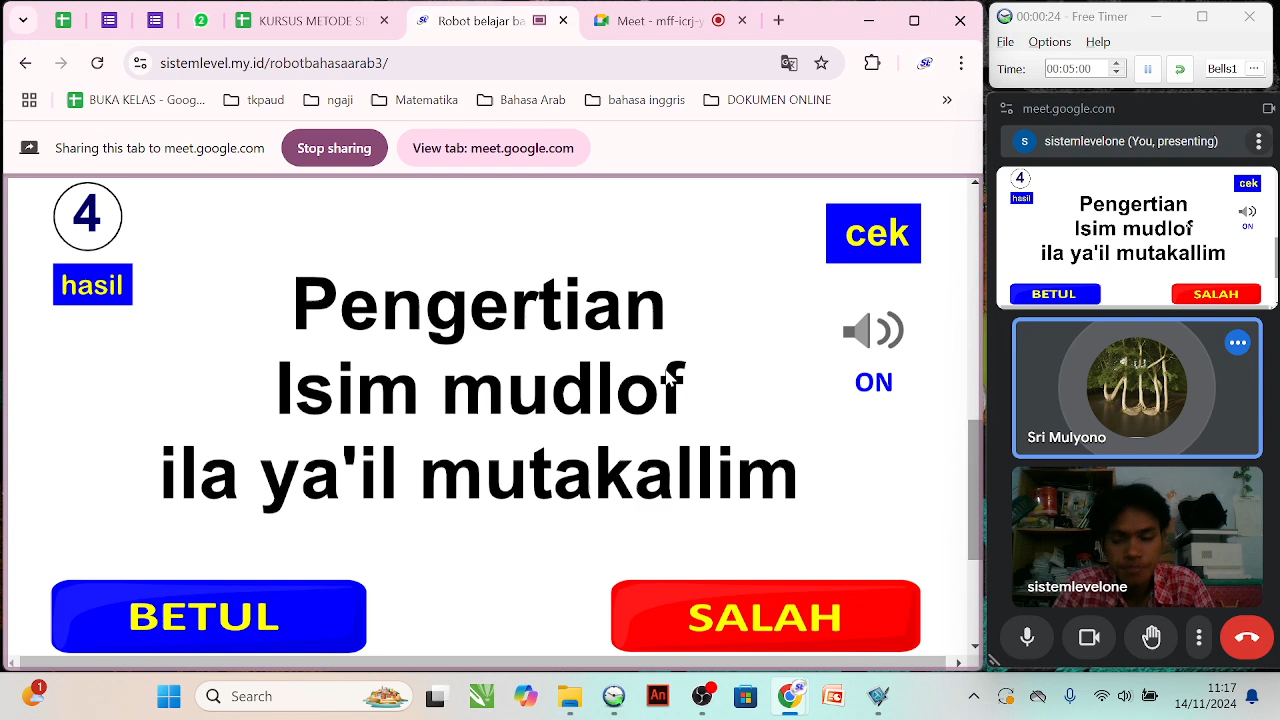 2
KURSUS METODE SI
Robot belajar ba
Meet - mff-icrj-y
sistemlevel.my.id/robotbahasaarab3/
BUKA KELAS - Goog...
tkpaud
ngaji
Matematika
Bahasa Arab
bahasa inggris
DOKUMEN ONLINE
Sharing this tab to meet.google.com
Stop sharing
View tab: meet.google.com
4
hasil
cek
ON
Pengertian
Isim mudlof
ila ya'il mutakallim
BETUL
SALAH
00:00:24 - Free Timer
File Options Help
Time: 00:05:00
Bells1 ...
meet.google.com
s
sistemlevelone (You, presenting)
4
hasil
cek
ON
Pengertian
Isim mudlof
ila ya'il mutakallim
BETUL
SALAH
Sri Mulyono
sistemlevelone
1
Search
An
11:17
14/11/2024